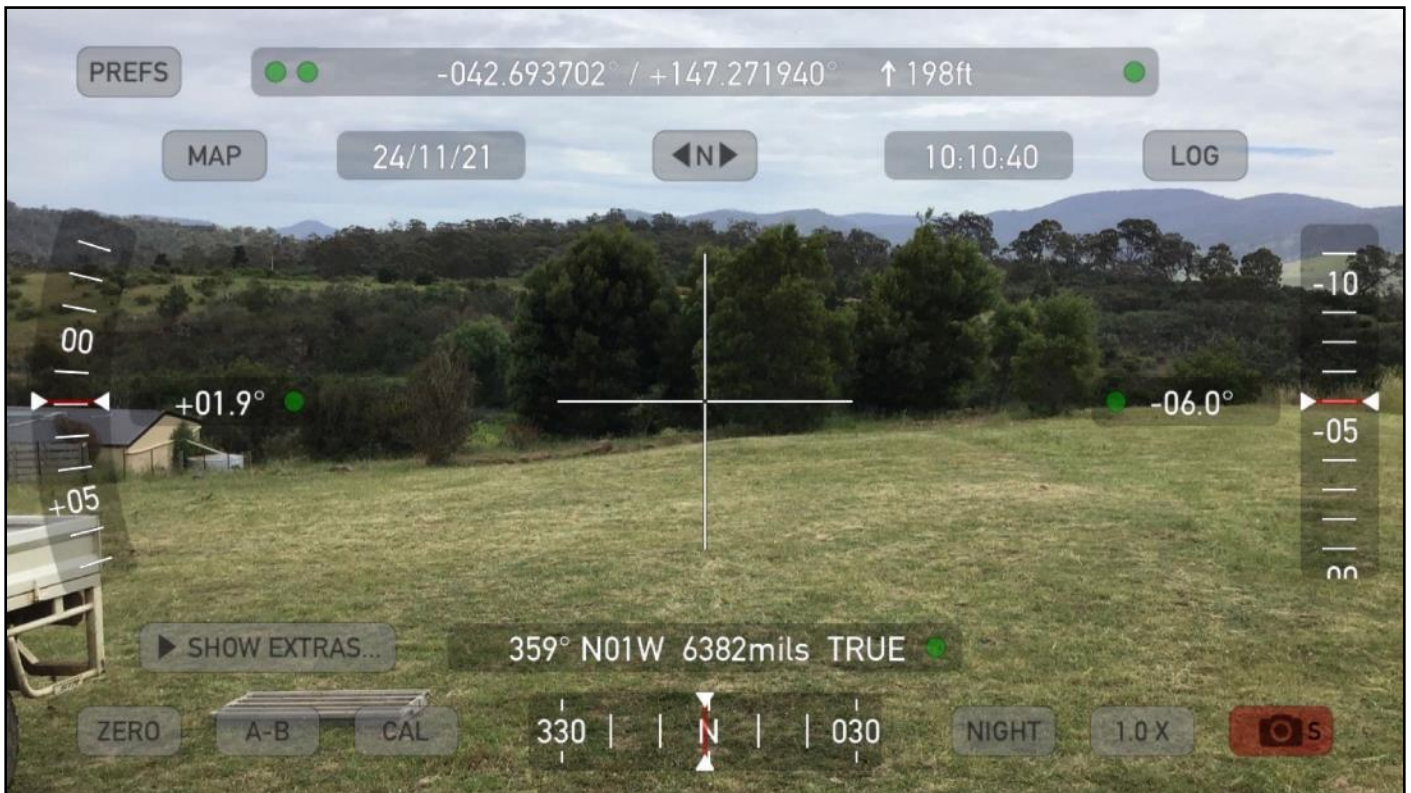 PREFS
-042.693702° / +147.271940° ↑ 198ft
MAP
24/11/21
◀N▶
10:10:40
LOG
00
+05
+01.9°
-06.0°
-10
-05
00
▶ SHOW EXTRAS...
359° N01W 6382mils TRUE
ZERO
A-B
CAL
330 | | N | | 030
NIGHT
1.0 X
S